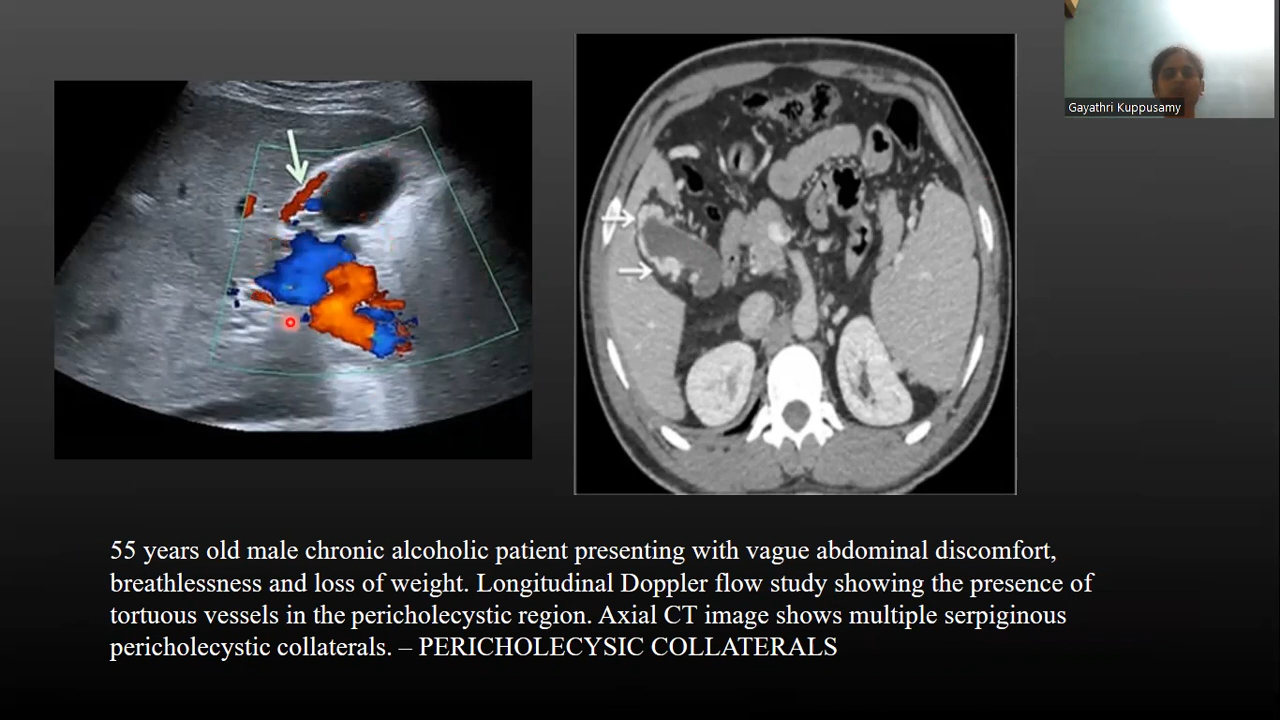 Gayathri Kuppusamy
55 years old male chronic alcoholic patient presenting with vague abdominal discomfort,
breathlessness and loss of weight. Longitudinal Doppler flow study showing the presence of
tortuous vessels in the pericholecystic region. Axial CT image shows multiple serpiginous
pericholecystic collaterals. – PERICHOLECYSIC COLLATERALS